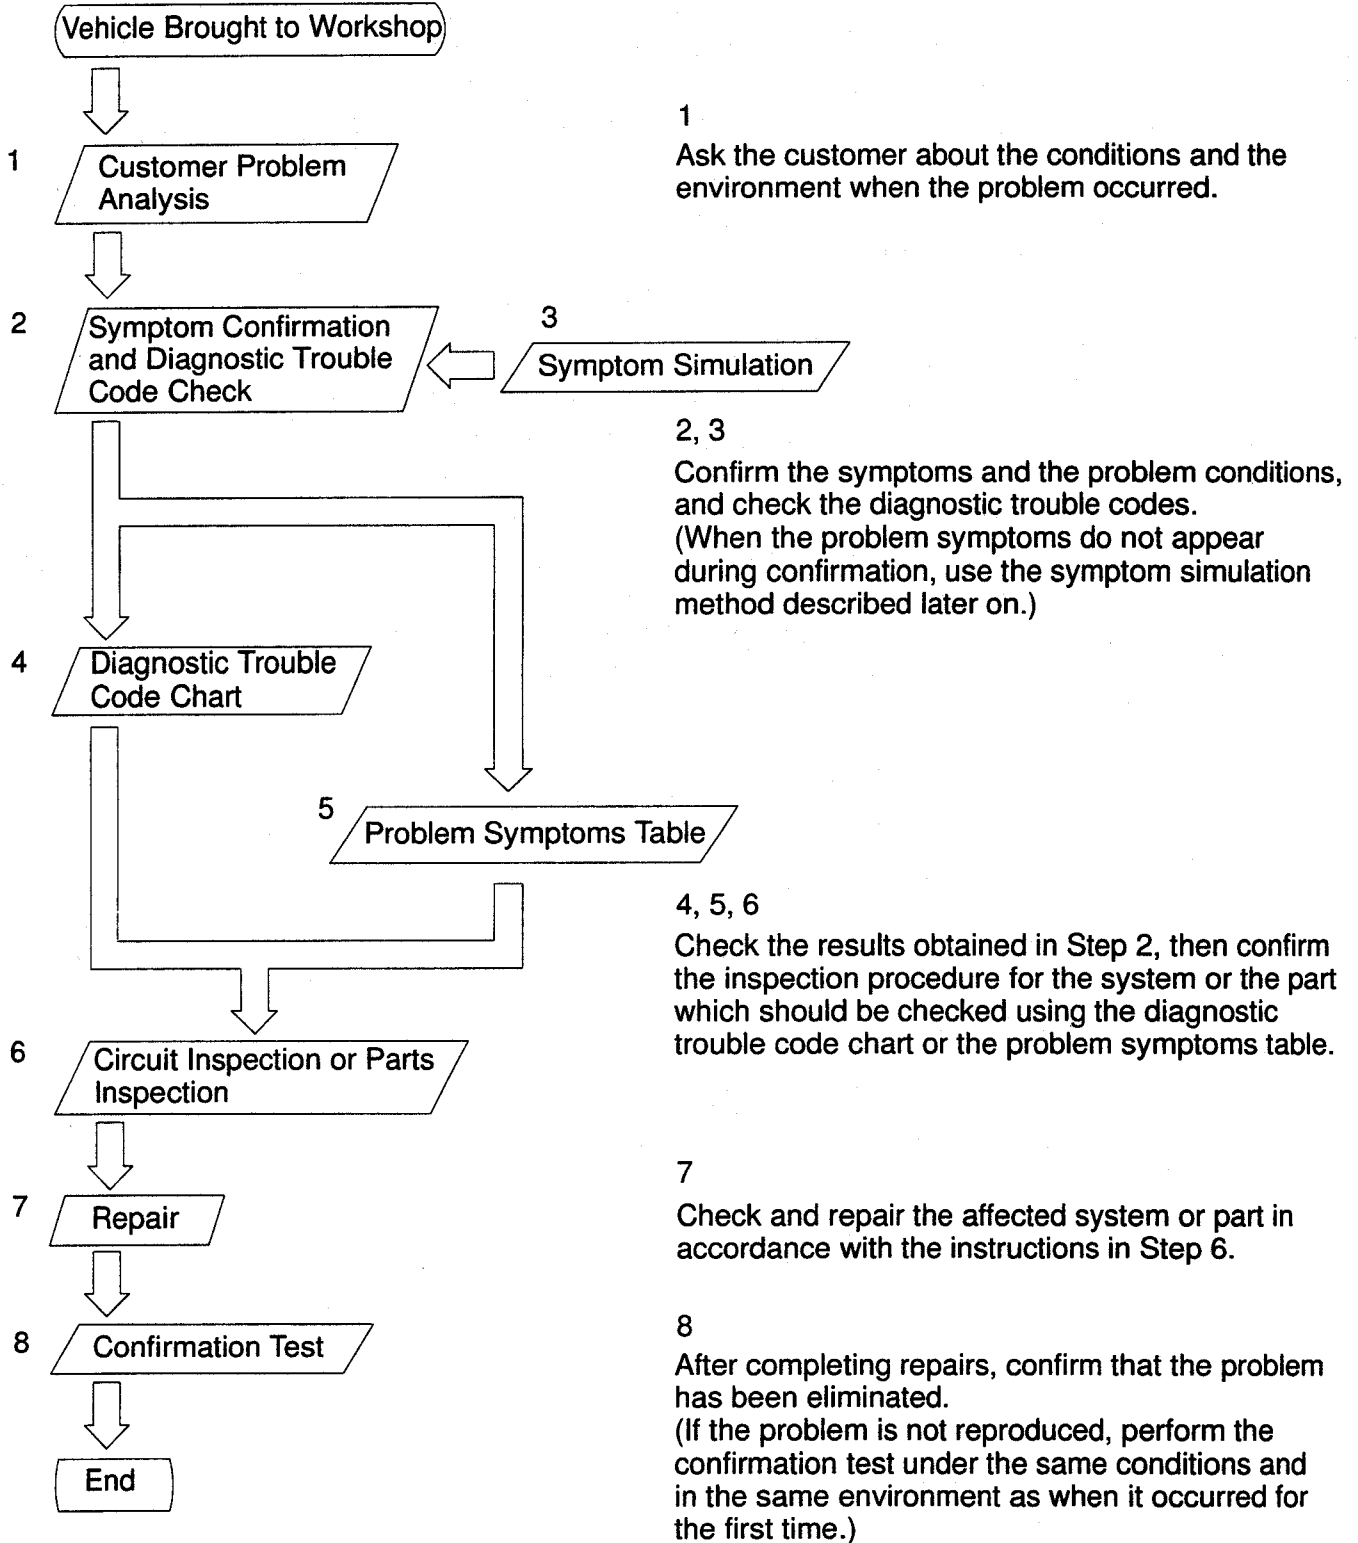 Vehicle Brought to Workshop
1
Customer Problem
Analysis
1
Ask the customer about the conditions and the
environment when the problem occurred.
2
Symptom Confirmation
and Diagnostic Trouble
Code Check
3
Symptom Simulation
2, 3
Confirm the symptoms and the problem conditions,
and check the diagnostic trouble codes.
(When the problem symptoms do not appear
during confirmation, use the symptom simulation
method described later on.)
4
Diagnostic Trouble
Code Chart
5
Problem Symptoms Table
4, 5, 6
Check the results obtained in Step 2, then confirm
the inspection procedure for the system or the part
which should be checked using the diagnostic
trouble code chart or the problem symptoms table.
6
Circuit Inspection or Parts
Inspection
7
Repair
7
Check and repair the affected system or part in
accordance with the instructions in Step 6.
8
Confirmation Test
8
After completing repairs, confirm that the problem
has been eliminated.
(If the problem is not reproduced, perform the
confirmation test under the same conditions and
in the same environment as when it occurred for
the first time.)
End